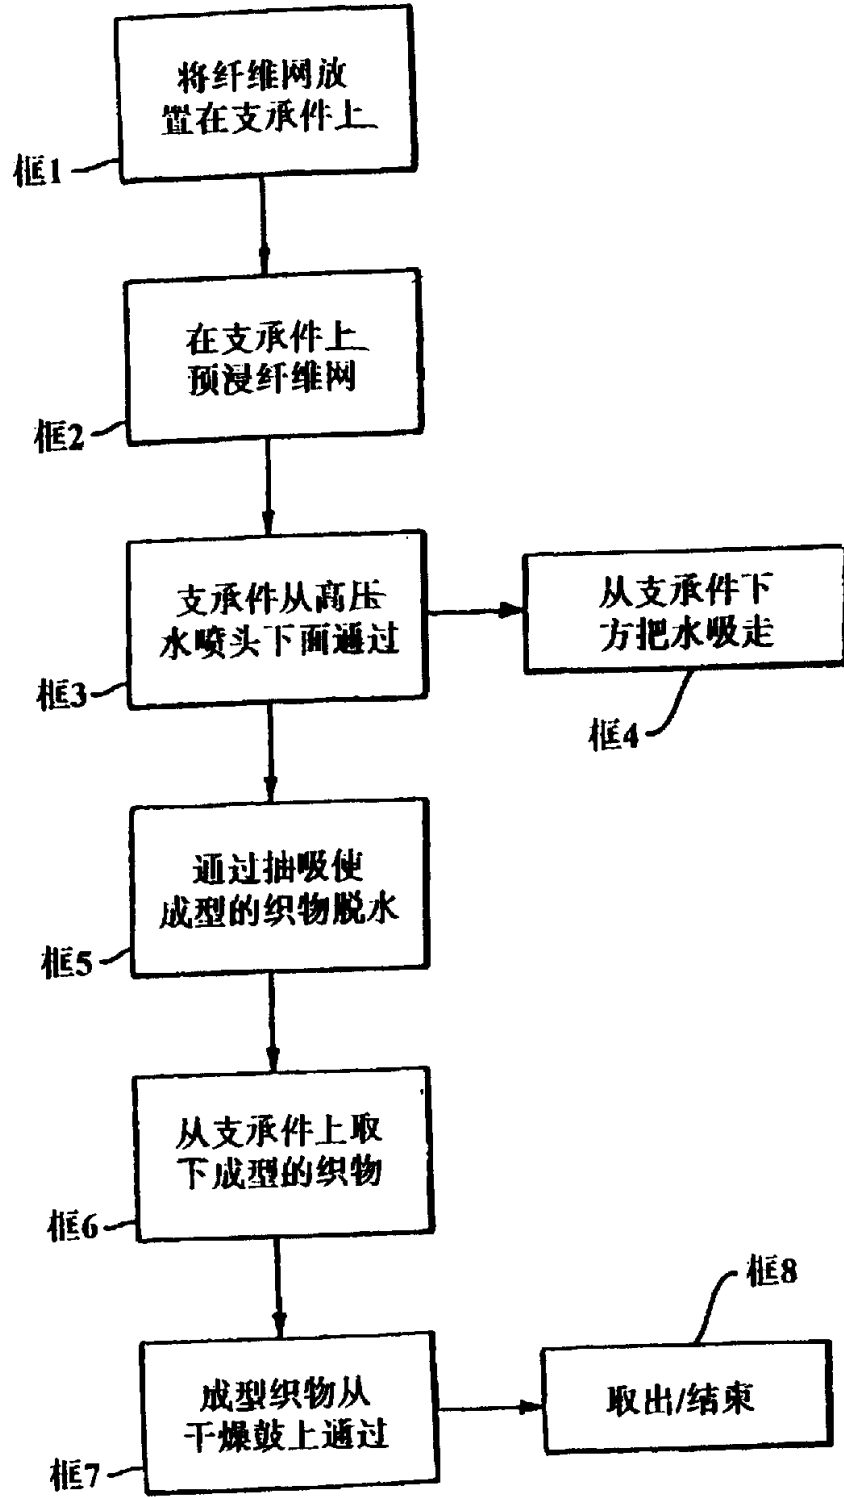 将纤维网放
置在支承件上
框1
在支承件上
预浸纤维网
框2
支承件从高压
水喷头下面通过
框3
从支承件下
方把水吸走
框4
通过抽吸使
成型的织物脱水
框5
从支承件上取
下成型的织物
框6
框8
成型织物从
干燥鼓上通过
框7
取出/结束